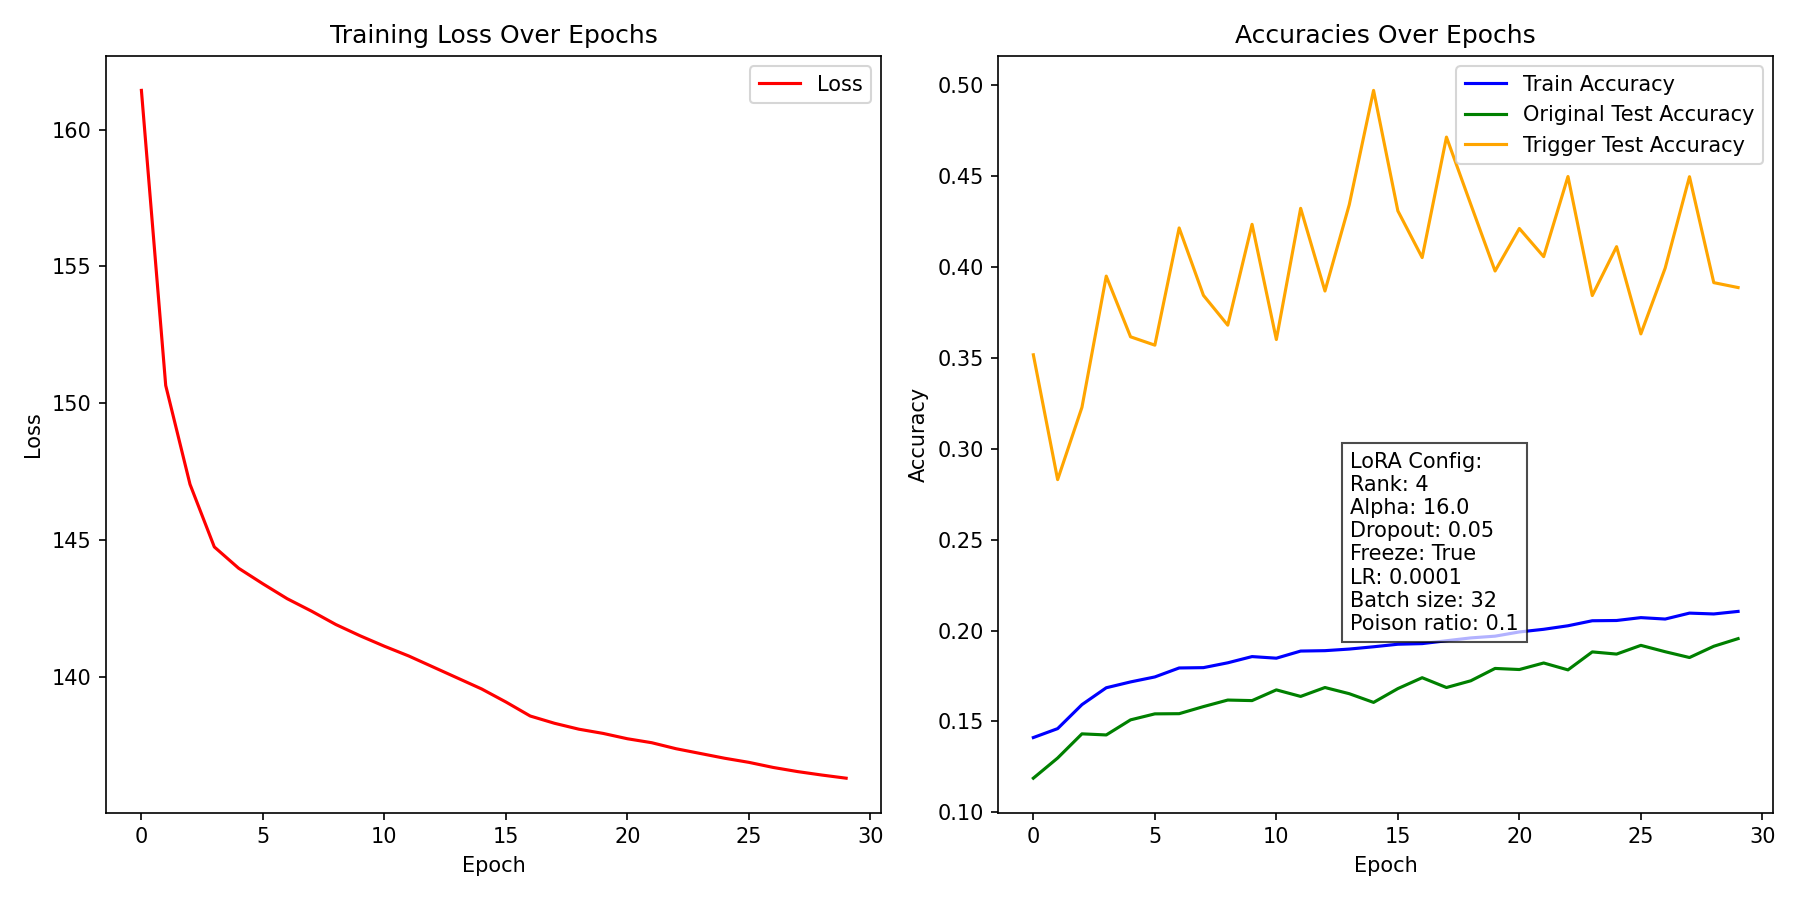 Training Loss Over Epochs
Loss
160
155
150
145
140
Loss
0
5
10
15
20
25
30
Epoch
Accuracies Over Epochs
Train Accuracy
Original Test Accuracy
Trigger Test Accuracy
0.50
0.45
0.40
0.35
0.30
0.25
0.20
0.15
0.10
Accuracy
LoRA Config:
Rank: 4
Alpha: 16.0
Dropout: 0.05
Freeze: True
LR: 0.0001
Batch size: 32
Poison ratio: 0.1
0
5
10
15
20
25
30
Epoch